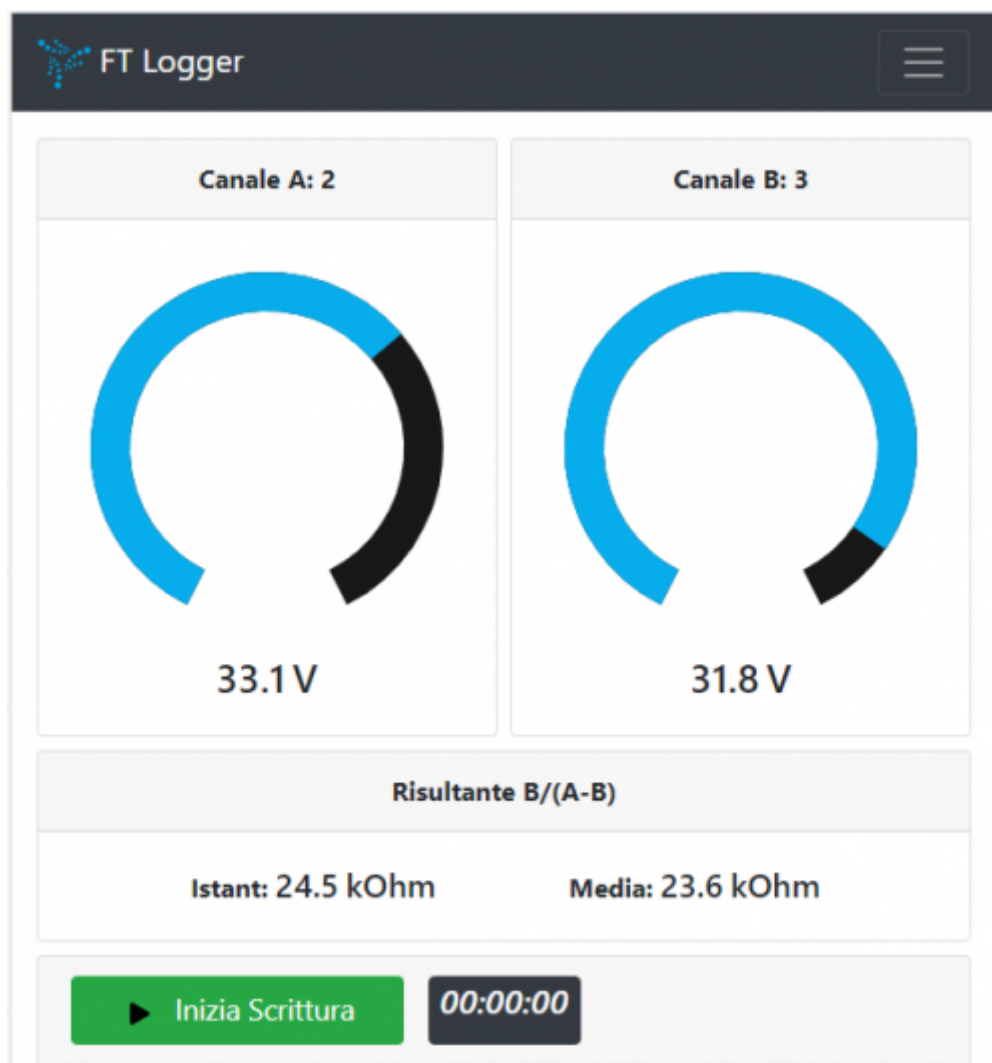 FT Logger
Canale A: 2
Canale B: 3
33.1 V
31.8 V
Risultante B/(A-B)
Istant: 24.5 kOhm
Media: 23.6 kOhm
Inizia Scrittura
00:00:00